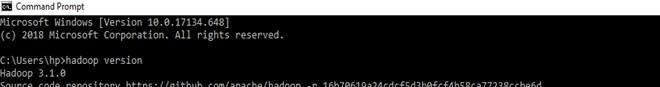 Command Prompt
Microsoft Windows [Version 10.0.17134.648]
(c) 2018 Microsoft Corporation. All rights reserved.
C:\Users\hp>hadoop version
Hadoop 3.1.0
Source code repository https://github.com/apache/hadoop -r